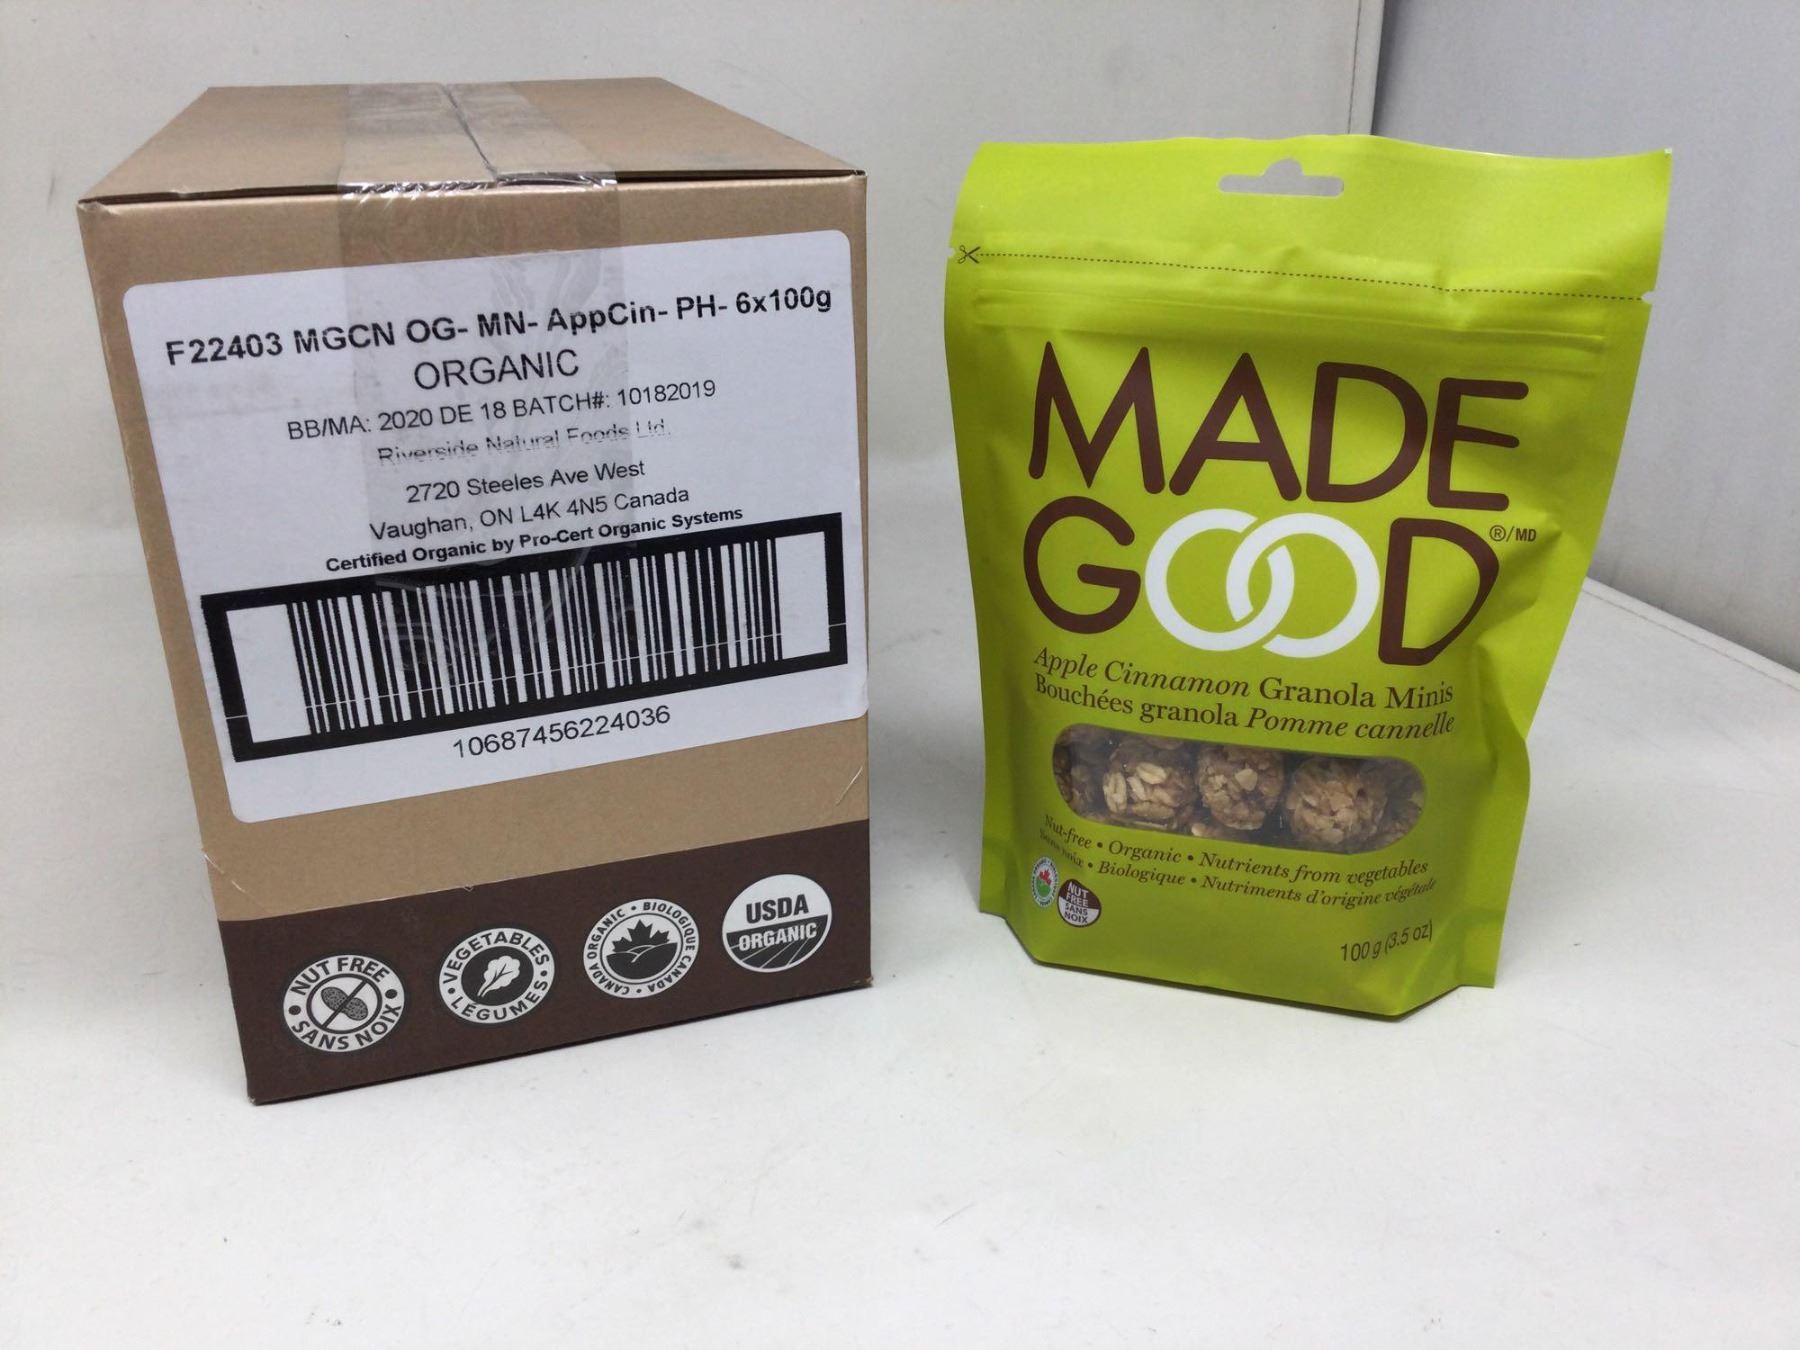 F22403 MGCN OG- MN- AppCin- PH- 6x100g
ORGANIC
BB/MA: 2020 DE 18 BATCH#: 10182019
Riverside Natural Foods Ltd.
2720 Steeles Ave West
Vaughan, ON L4K 4N5 Canada
Certified Organic by Pro-Cert Organic Systems
10687456224036
NUT FREE • SANS NOIX •
VEGETABLES • LÉGUMES •
CANADA ORGANIC • BIOLOGIQUE CANADA •
USDA
ORGANIC
MADE
GOOD
®/MD
Apple Cinnamon Granola Minis
Bouchées granola Pomme cannelle
Nut-free • Organic • Nutrients from vegetables
Sans noix • Biologique • Nutriments d'origine végétale
NUT
FREE
SANS
NOIX
100 g (3.5 oz)